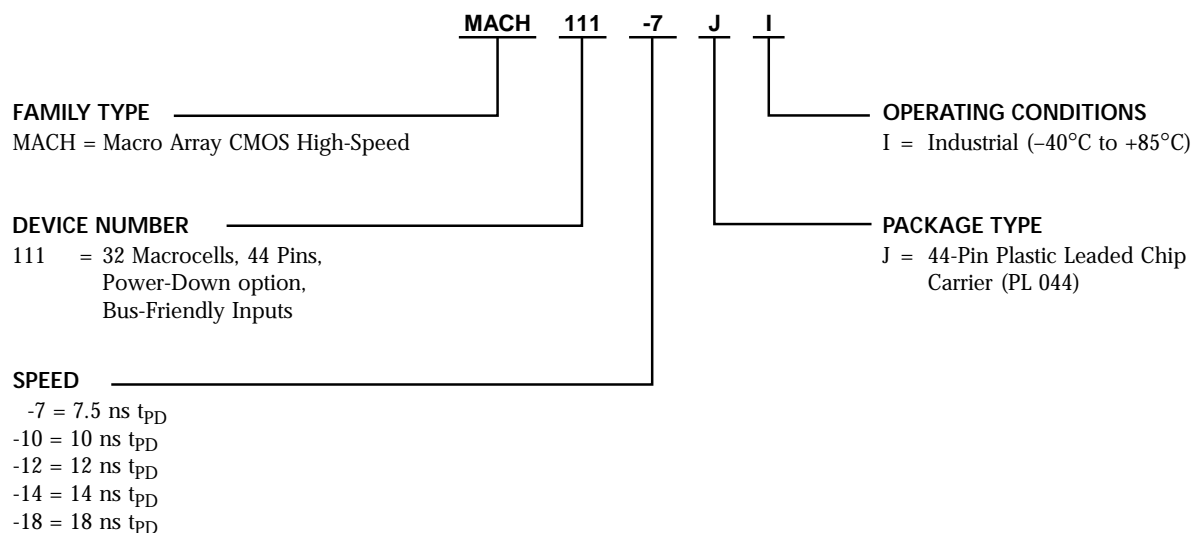 MACH 111 -7 J I
FAMILY TYPE
MACH = Macro Array CMOS High-Speed
OPERATING CONDITIONS
I = Industrial (–40°C to +85°C)
DEVICE NUMBER
111 = 32 Macrocells, 44 Pins,
Power-Down option,
Bus-Friendly Inputs
PACKAGE TYPE
J = 44-Pin Plastic Leaded Chip
Carrier (PL 044)
SPEED
-7 = 7.5 ns tPD
-10 = 10 ns tPD
-12 = 12 ns tPD
-14 = 14 ns tPD
-18 = 18 ns tPD